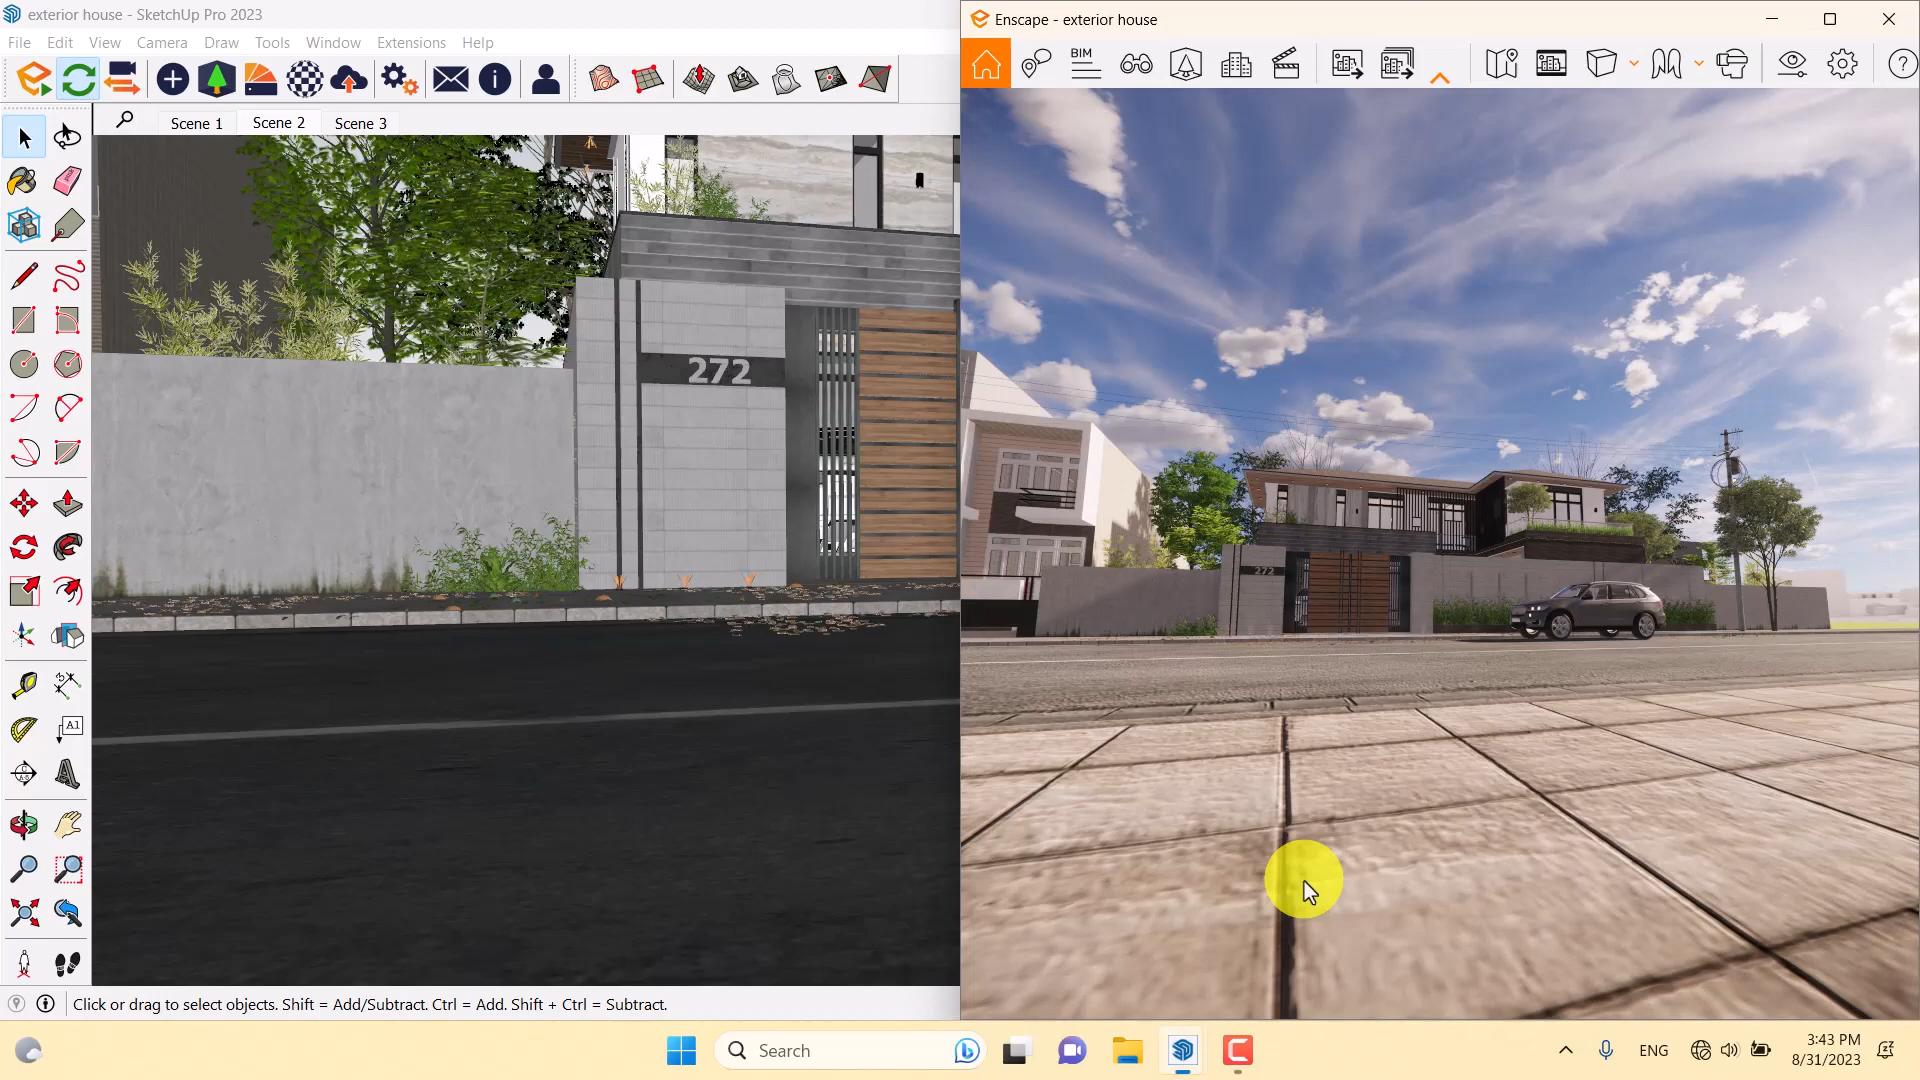 exterior house - SketchUp Pro 2023
File Edit View Camera Draw Tools Window Extensions Help
Scene 1 Scene 2 Scene 3
272
A1
Click or drag to select objects. Shift = Add/Subtract. Ctrl = Add. Shift + Ctrl = Subtract.
Enscape - exterior house
BIM
272
Search
ENG
3:43 PM
8/31/2023